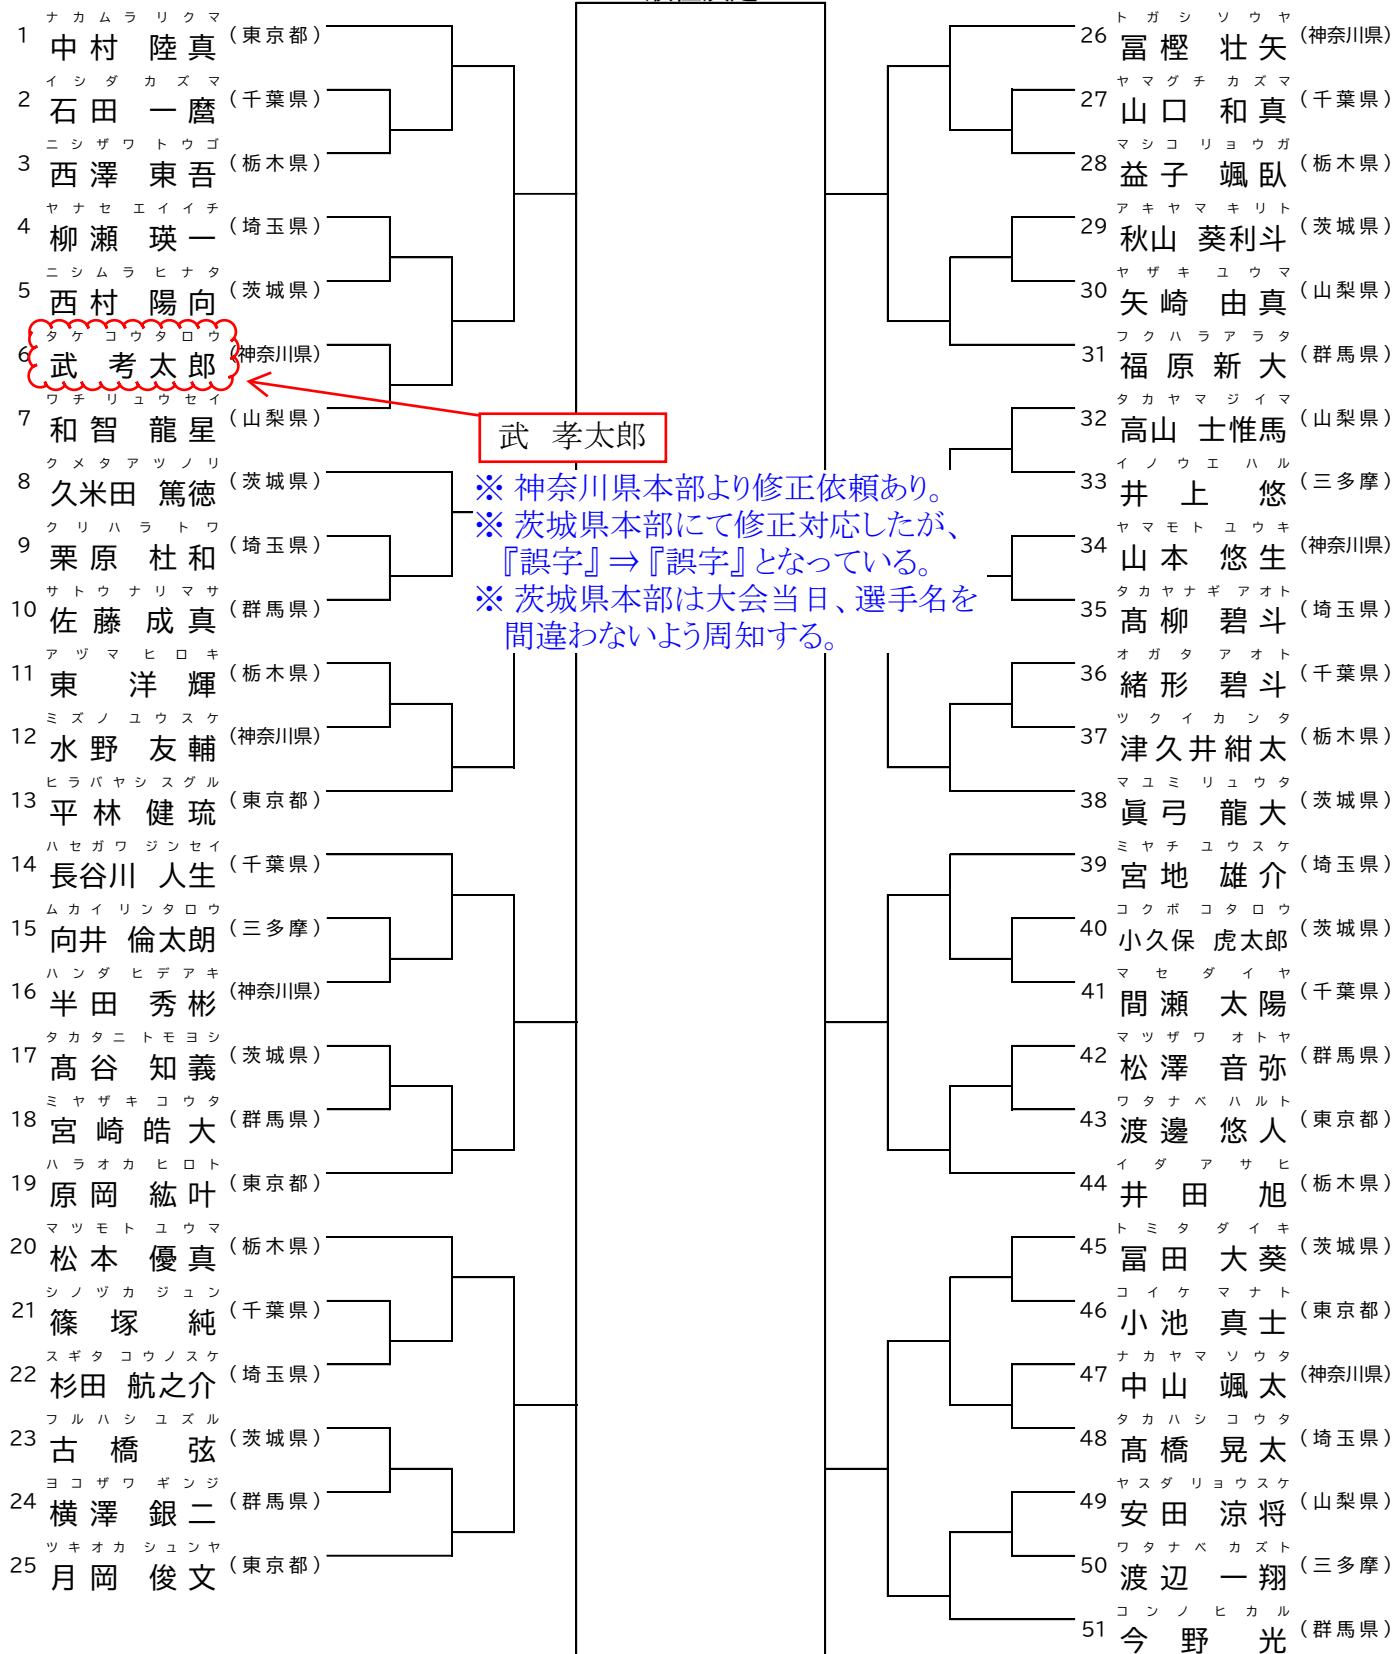 ナカムラ リクマ
1 中村 陸真 (東京都)
イシダ カズマ
2 石田 一麿 (千葉県)
ニシザワ トウゴ
3 西澤 東吾 (栃木県)
ヤナセ エイイチ
4 柳瀬 瑛一 (埼玉県)
ニシムラ ヒナタ
5 西村 陽向 (茨城県)
タケ コウタロウ
6 武 考太郎 (神奈川県)
ワチ リュウセイ
7 和智 龍星 (山梨県)
クメタ アツノリ
8 久米田 篤徳 (茨城県)
クリハラ トワ
9 栗原 杜和 (埼玉県)
サトウ ナリマサ
10 佐藤 成真 (群馬県)
アヅマ ヒロキ
11 東 洋輝 (栃木県)
ミズノ ユウスケ
12 水野 友輔 (神奈川県)
ヒラバヤシ スグル
13 平林 健琉 (東京都)
ハセガワ ジンセイ
14 長谷川 人生 (千葉県)
ムカイ リンタロウ
15 向井 倫太朗 (三多摩)
ハンダ ヒデアキ
16 半田 秀彬 (神奈川県)
タカタニ トモヨシ
17 髙谷 知義 (茨城県)
ミヤザキ コウタ
18 宮崎 皓大 (群馬県)
ハラオカ ヒロト
19 原岡 紘叶 (東京都)
マツモト ユウマ
20 松本 優真 (栃木県)
シノヅカ ジュン
21 篠塚 純 (千葉県)
スギタ コウノスケ
22 杉田 航之介 (埼玉県)
フルハシ ユズル
23 古橋 弦 (茨城県)
ヨコザワ ギンジ
24 横澤 銀二 (群馬県)
ツキオカ シュンヤ
25 月岡 俊文 (東京都)
武 孝太郎
※ 神奈川県本部より修正依頼あり。
※ 茨城県本部にて修正対応したが、
『誤字』⇒『誤字』となっている。
※ 茨城県本部は大会当日、選手名を
間違わないよう周知する。
トガシ ソウヤ
26 冨樫 壮矢 (神奈川県)
ヤマグチ カズマ
27 山口 和真 (千葉県)
マシコ リョウガ
28 益子 颯臥 (栃木県)
アキヤマ キリト
29 秋山 葵利斗 (茨城県)
ヤザキ ユウマ
30 矢崎 由真 (山梨県)
フクハラ アラタ
31 福原 新大 (群馬県)
タカヤマ ジイマ
32 高山 士惟馬 (山梨県)
イノウエ ハル
33 井上 悠 (三多摩)
ヤマモト ユウキ
34 山本 悠生 (神奈川県)
タカヤナギ アオト
35 髙柳 碧斗 (埼玉県)
オガタ アオト
36 緒形 碧斗 (千葉県)
ツクイ カンタ
37 津久井 紺太 (栃木県)
マユミ リュウタ
38 眞弓 龍大 (茨城県)
ミヤチ ユウスケ
39 宮地 雄介 (埼玉県)
コクボ コタロウ
40 小久保 虎太郎 (茨城県)
マセ ダイヤ
41 間瀬 太陽 (千葉県)
マツザワ オトヤ
42 松澤 音弥 (群馬県)
ワタナベ ハルト
43 渡邊 悠人 (東京都)
イダ アサヒ
44 井田 旭 (栃木県)
トミタ ダイキ
45 冨田 大葵 (茨城県)
コイケ マナト
46 小池 真士 (東京都)
ナカヤマ ソウタ
47 中山 颯太 (神奈川県)
タカハシ コウタ
48 髙橋 晃太 (埼玉県)
ヤスダ リョウスケ
49 安田 涼将 (山梨県)
ワタナベ カズト
50 渡辺 一翔 (三多摩)
コンノ ヒカル
51 今野 光 (群馬県)